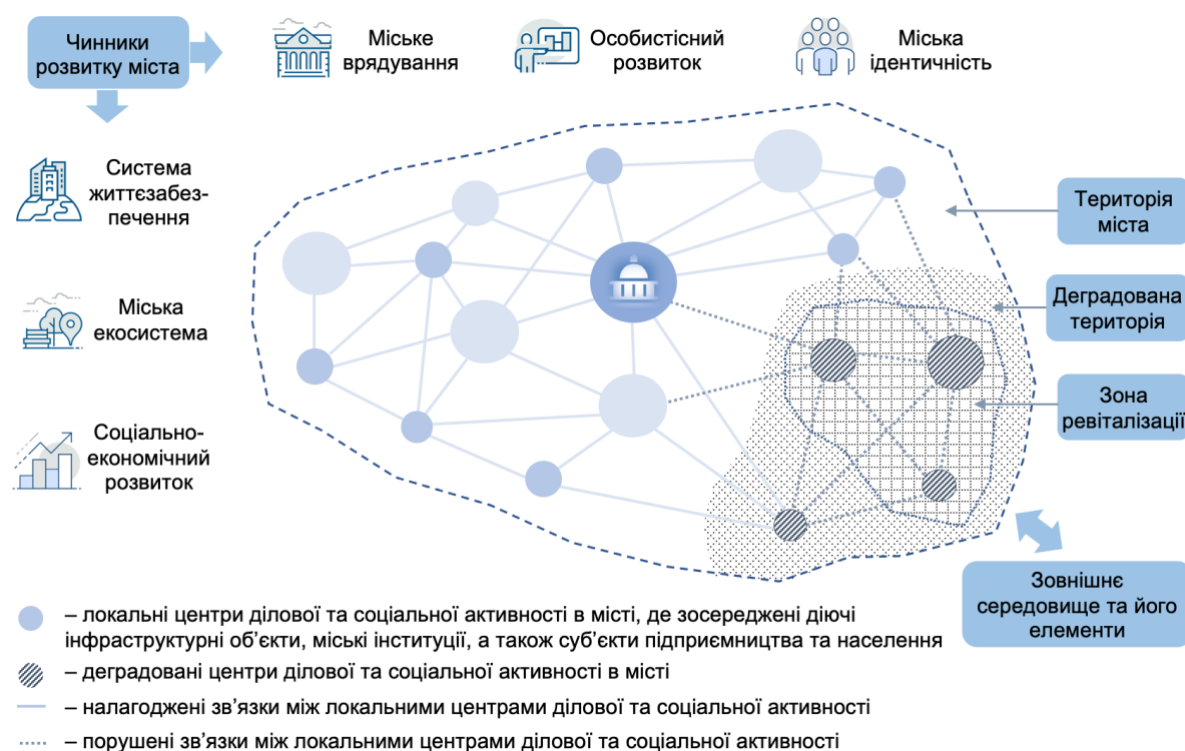 Чинники
розвитку міста
Міське
врядування
Особистісний
розвиток
Міська
ідентичність
Система
життєзабез-
печення
Міська
екосистема
Соціально-
економічний
розвиток
Територія
міста
Деградована
територія
Зона
ревіталізації
Зовнішнє
середовище та його
елементи
– локальні центри ділової та соціальної активності в місті, де зосереджені діючі
інфраструктурні об’єкти, міські інституції, а також суб’єкти підприємництва та населення
– деградовані центри ділової та соціальної активності в місті
– налагоджені зв’язки між локальними центрами ділової та соціальної активності
– порушені зв’язки між локальними центрами ділової та соціальної активності